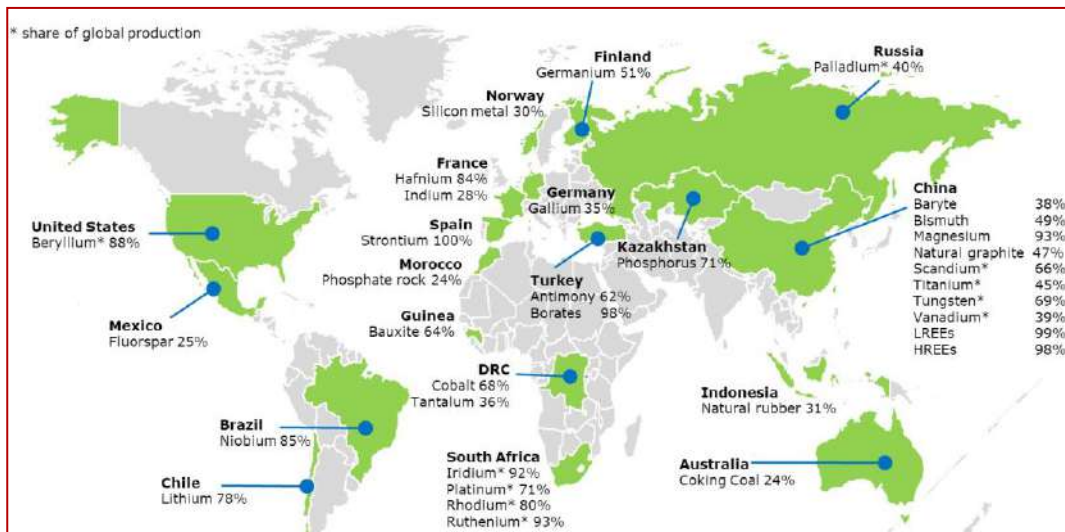 * share of global production
Finland
Germanium 51%
Russia
Palladium* 40%
Norway
Silicon metal 30%
France
Hafnium 84%
Indium 28%
Germany
Gallium 35%
Spain
Strontium 100%
Kazakhstan
Phosphorus 71%
China
Baryte 38%
Bismuth 49%
Magnesium 93%
Natural graphite 47%
Scandium* 66%
Titanium* 45%
Tungsten* 69%
Vanadium* 39%
LREEs 99%
HREEs 98%
United States
Beryllium* 88%
Morocco
Phosphate rock 24%
Turkey
Antimony 62%
Borates 98%
Mexico
Fluorspar 25%
Guinea
Bauxite 64%
DRC
Cobalt 68%
Tantalum 36%
Indonesia
Natural rubber 31%
Brazil
Niobium 85%
Chile
Lithium 78%
South Africa
Iridium* 92%
Platinum* 71%
Rhodium* 80%
Ruthenium* 93%
Australia
Coking Coal 24%